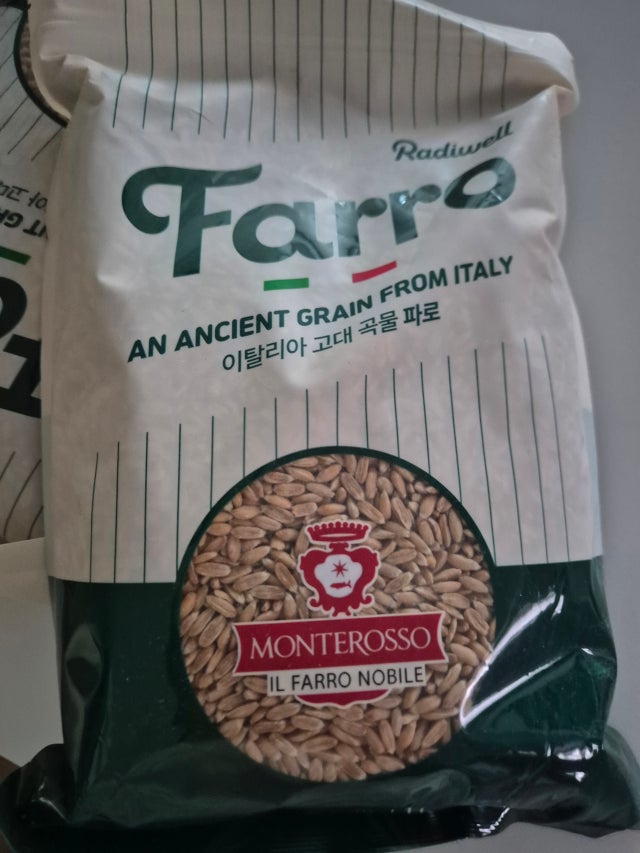 Radiwell
Farro
AN ANCIENT GRAIN FROM ITALY
이탈리아 고대 곡물 파로
MONTEROSSO
IL FARRO NOBILE